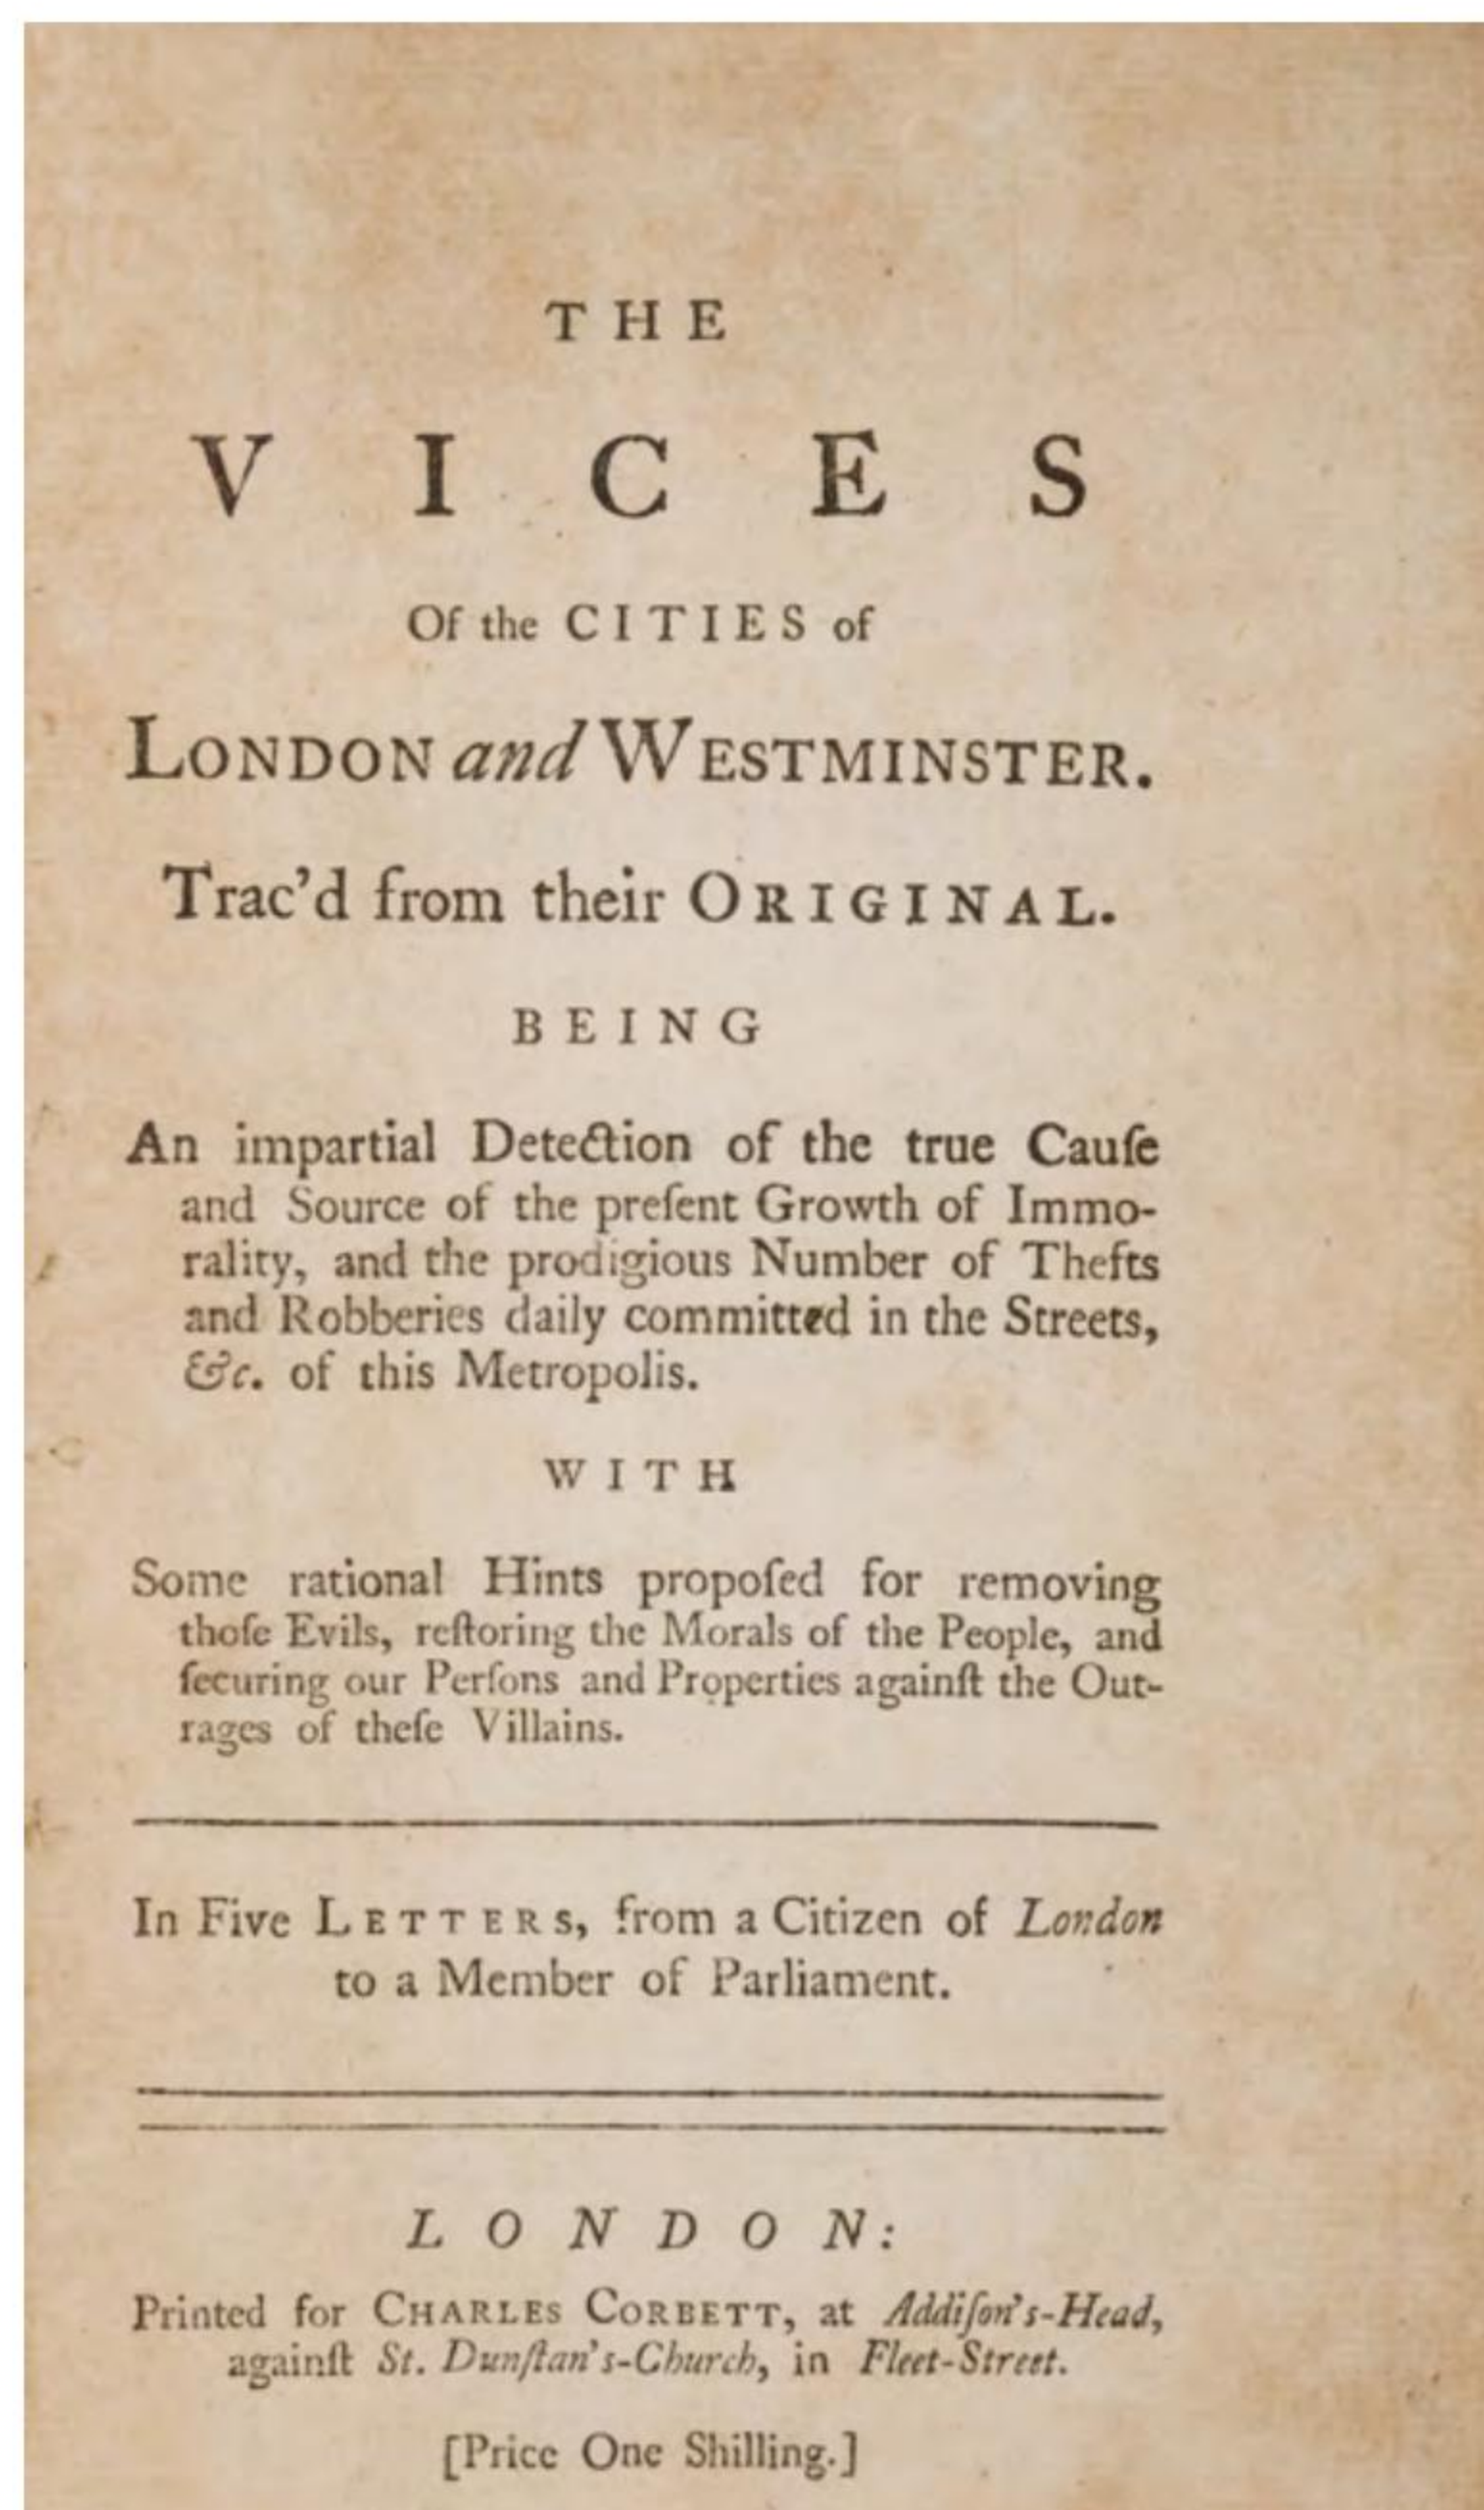 THE
VICES
Of the CITIES of
LONDON and WESTMINSTER.
Trac'd from their ORIGINAL.
BEING
An impartial Detection of the true Cauſe
and Source of the preſent Growth of Immo-
rality, and the prodigious Number of Thefts
and Robberies daily committed in the Streets,
&c. of this Metropolis.
WITH
Some rational Hints propoſed for removing
thoſe Evils, reſtoring the Morals of the People, and
ſecuring our Perſons and Properties againſt the Out-
rages of theſe Villains.
In Five LETTERS, from a Citizen of London
to a Member of Parliament.
LONDON:
Printed for CHARLES CORBETT, at Addiſon's-Head,
againſt St. Dunſtan's-Church, in Fleet-Street.
[Price One Shilling.]